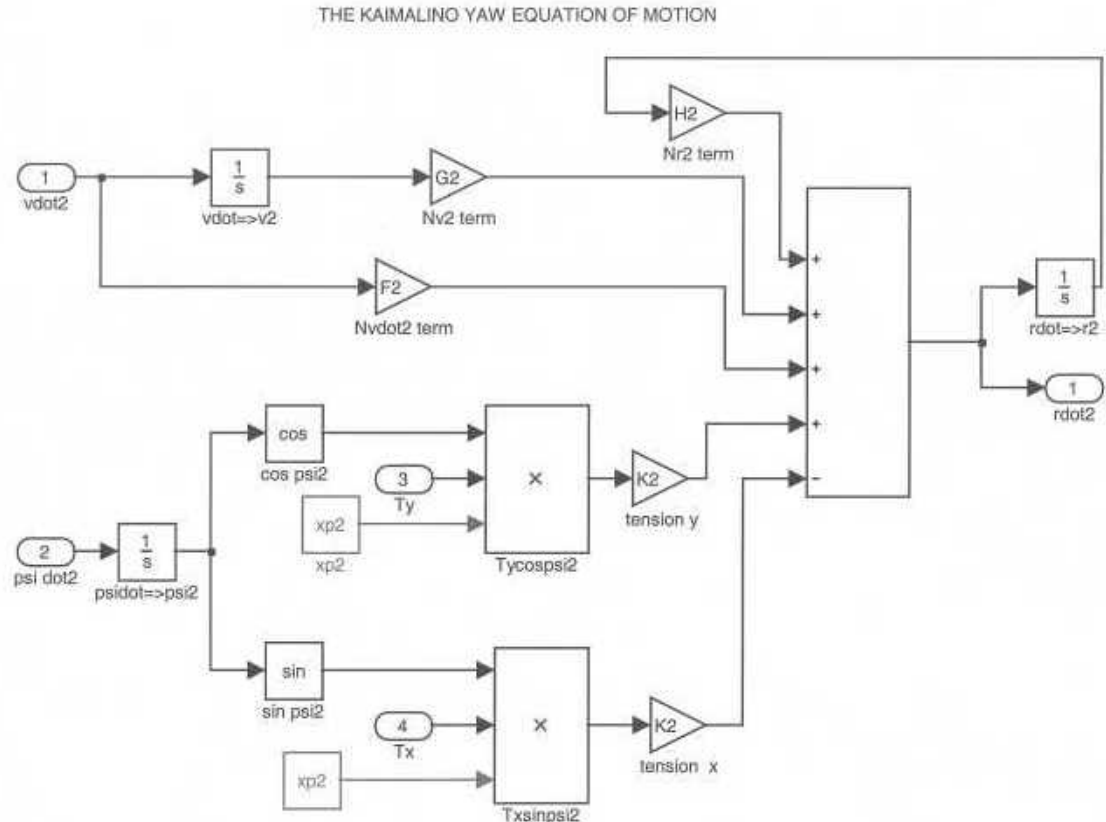 THE KAIMALINO YAW EQUATION OF MOTION
H2
Nr2 term
1
vdot2
1
s
vdot=>v2
G2
Nv2 term
F2
Nvdot2 term
+
+
+
+
−
1
s
rdot=>r2
1
rdot2
cos
cos psi2
3
Ty
xp2
xp2
×
Tycospsi2
K2
tension y
2
psi dot2
1
s
psidot=>psi2
sin
sin psi2
4
Tx
xp2
×
Txsinpsi2
K2
tension x